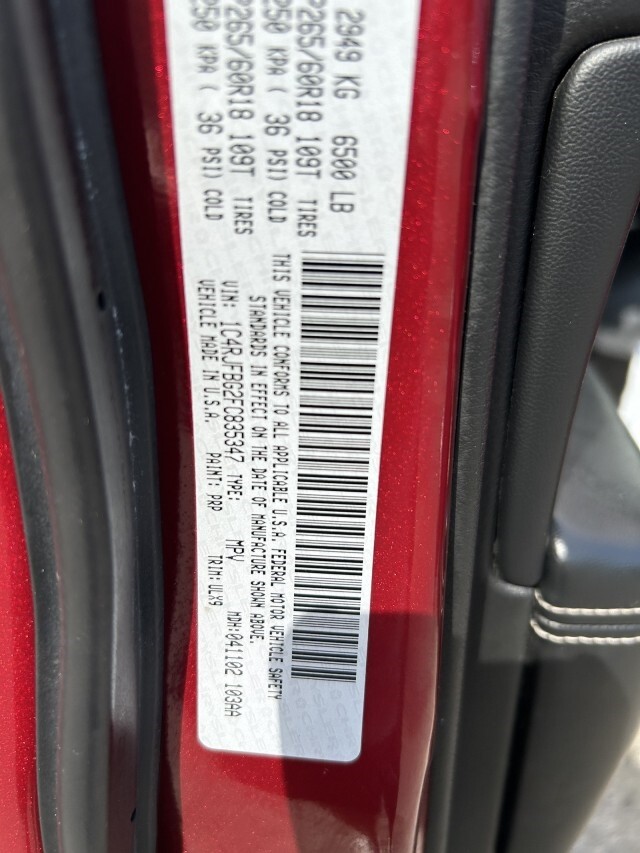 2949 KG 6500 LB
P265/60R18 109T TIRES
250 KPA ( 36 PSI) COLD
P265/60R18 109T TIRES
250 KPA ( 36 PSI) COLD
THIS VEHICLE CONFORMS TO ALL APPLICABLE U.S.A. FEDERAL MOTOR VEHICLE SAFETY
STANDARDS IN EFFECT ON THE DATE OF MANUFACTURE SHOWN ABOVE.
VIN: 1C4RJFBG2FC835347 TYPE: MPV MDH:041102 103AA
VEHICLE MADE IN U.S.A. PAINT: PRP TRIM:ULX9